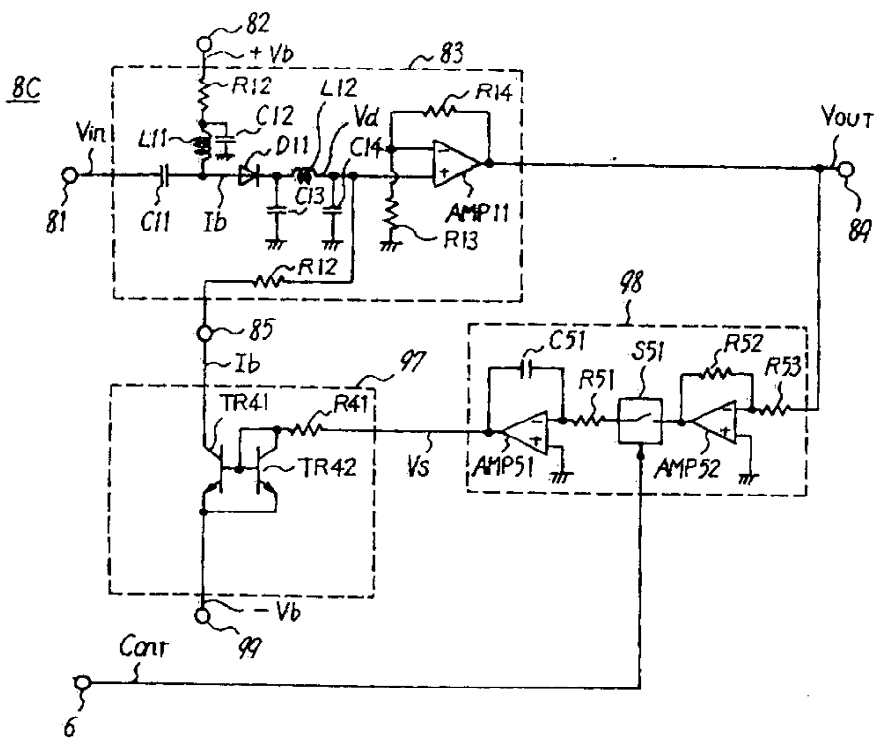 82
+Vb
83
8C
R12
L12
R14
C12
Vd
Vin
L11
D11
C14
VOUT
C13
AMP11
81
C11
Ib
R13
89
R12
98
85
C51
S51
R52
Ib
97
R51
R53
TR41
R41
TR42
Vs
AMP51
AMP52
-Vb
99
Cont
6